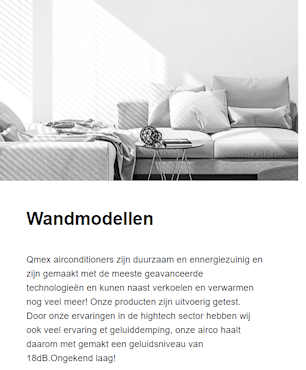 Wandmodellen
Qmex airconditioners zijn duurzaam en ennergiezuinig en
zijn gemaakt met de meeste geavanceerde
technologieën en kunen naast verkoelen en verwarmen
nog veel meer! Onze producten zijn uitvoerig getest.
Door onze ervaringen in de hightech sector hebben wij
ook veel ervaring et geluiddemping, onze airco haalt
daarom met gemakt een geluidsniveau van
18dB.Ongekend laag!